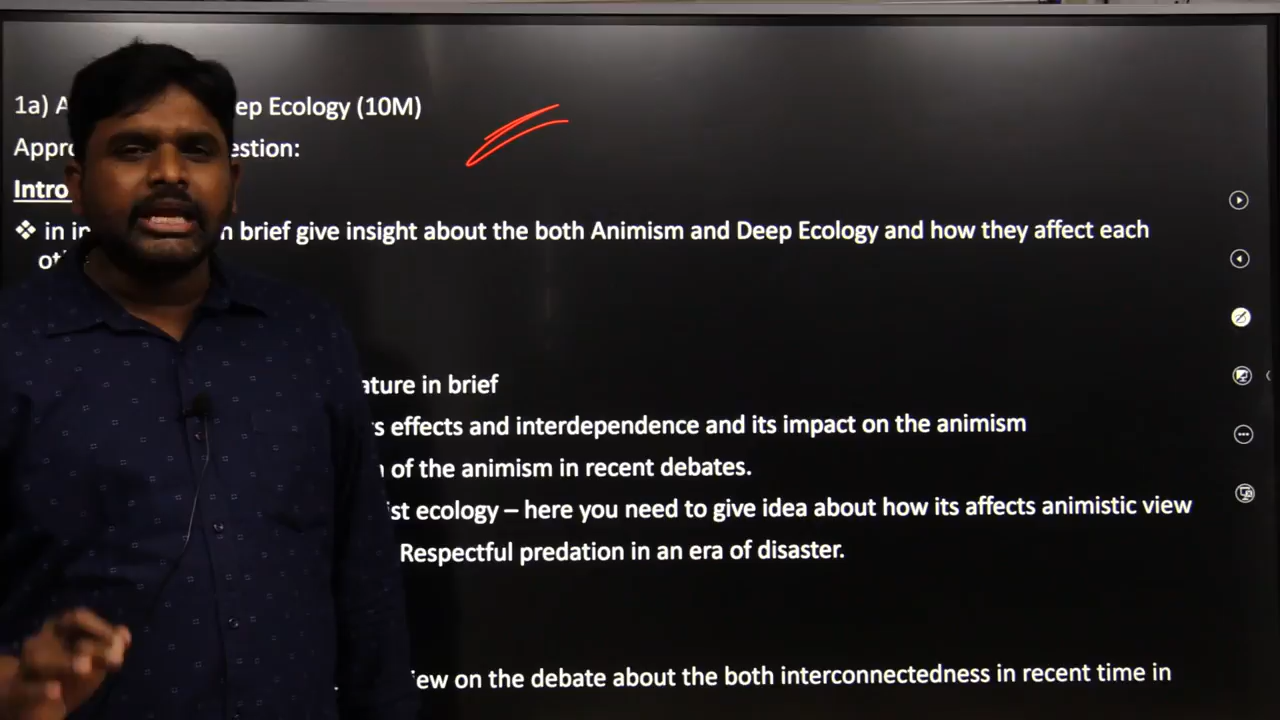 1a) A ep Ecology (10M)
Appro estion:
Intro
❖ in in n brief give insight about the both Animism and Deep Ecology and how they affect each
ot
ature in brief
s effects and interdependence and its impact on the animism
n of the animism in recent debates.
ist ecology – here you need to give idea about how its affects animistic view
Respectful predation in an era of disaster.
iew on the debate about the both interconnectedness in recent time in